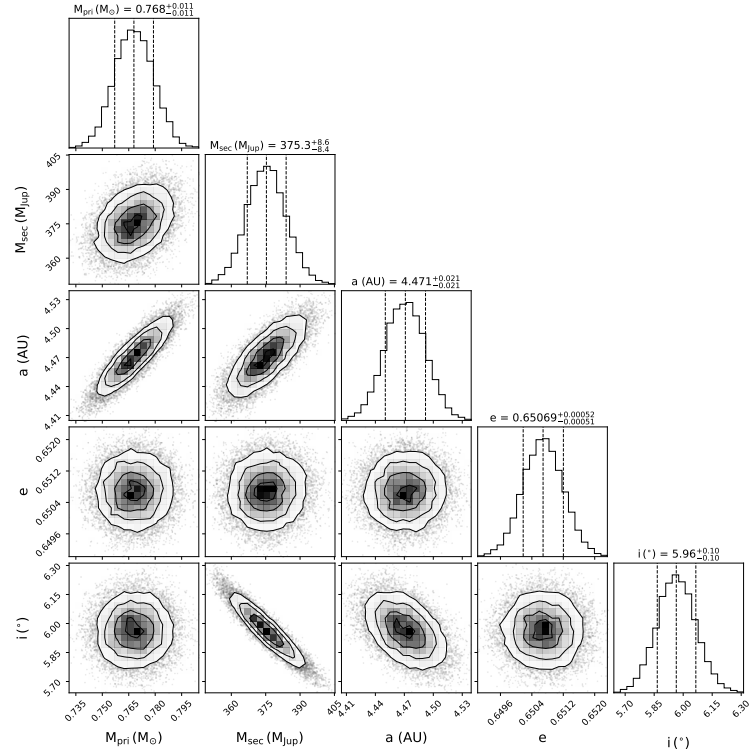 M_pri (M_⊙) = 0.768^{+0.011}_{−0.011}
M_sec (M_Jup) = 375.3^{+8.6}_{−8.4}
405
390
375
360
M_sec (M_Jup)
a (AU) = 4.471^{+0.021}_{−0.021}
4.53
4.50
4.47
4.44
4.41
a (AU)
e = 0.65069^{+0.00052}_{−0.00051}
0.6520
0.6512
0.6504
0.6496
e
i (°) = 5.96^{+0.10}_{−0.10}
6.30
6.15
6.00
5.85
5.70
i (°)
0.735 0.750 0.765 0.780 0.795
360 375 390 405
4.41 4.44 4.47 4.50 4.53
0.6496 0.6504 0.6512 0.6520
5.70 5.85 6.00 6.15 6.30
M_pri (M_⊙) M_sec (M_Jup) a (AU) e i (°)